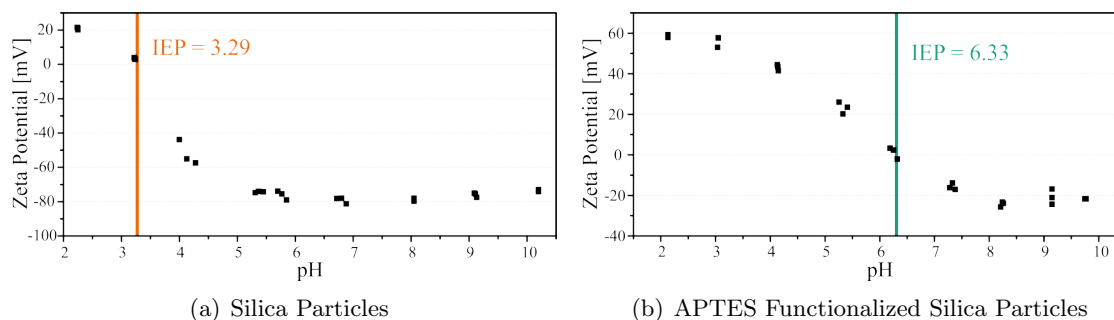 20
0
-20
-40
-60
-80
-100
Zeta Potential [mV]
IEP = 3.29
2 3 4 5 6 7 8 9 10
pH
(a) Silica Particles
60
40
20
0
-20
-40
Zeta Potential [mV]
IEP = 6.33
2 3 4 5 6 7 8 9 10
pH
(b) APTES Functionalized Silica Particles